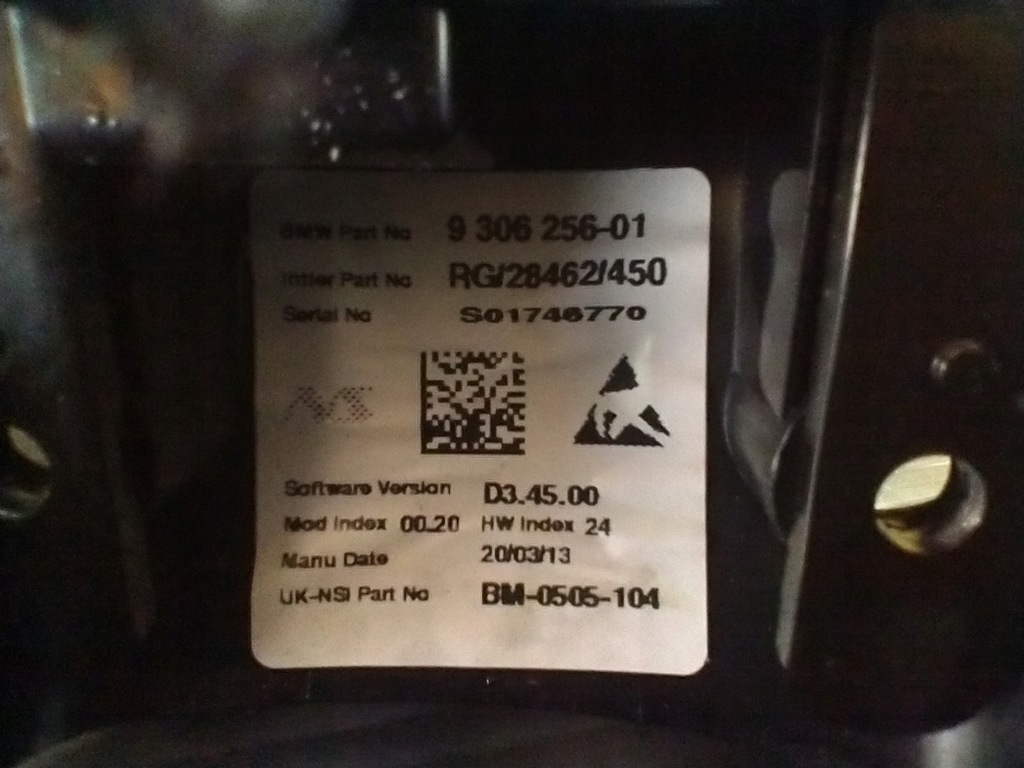 BMW Part No 9 306 256-01
Intier Part No RG/28462/450
Serial No S01746770
Software Version D3.45.00
Mod Index 00.20 HW Index 24
Manu Date 20/03/13
UK-NSI Part No BM-0505-104